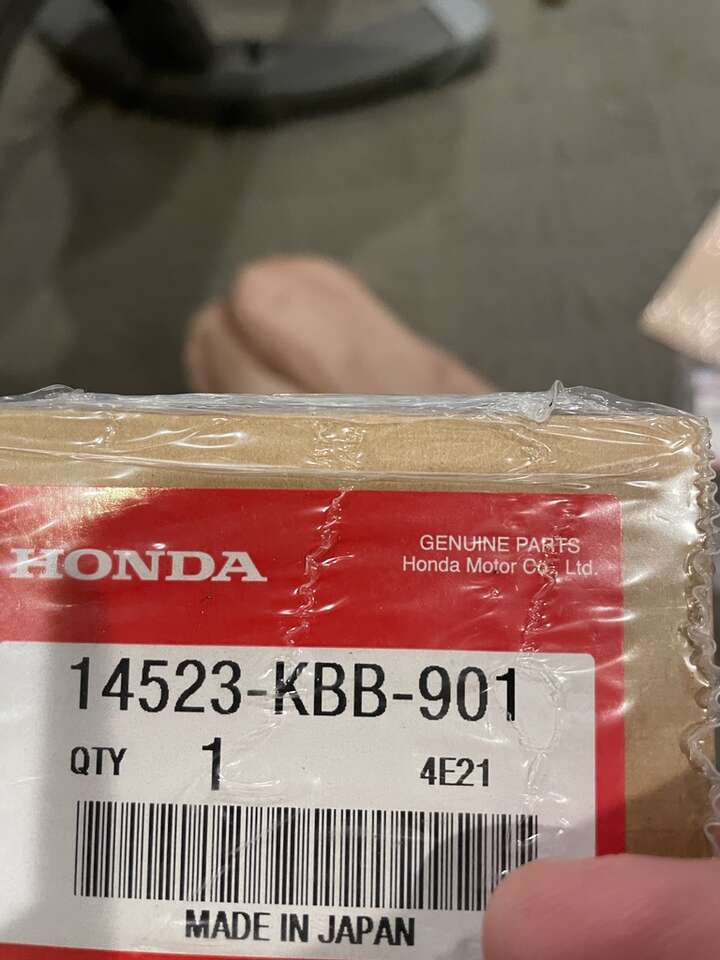 HONDA
GENUINE PARTS
Honda Motor Co., Ltd.
14523-KBB-901
QTY 1 4E21
MADE IN JAPAN